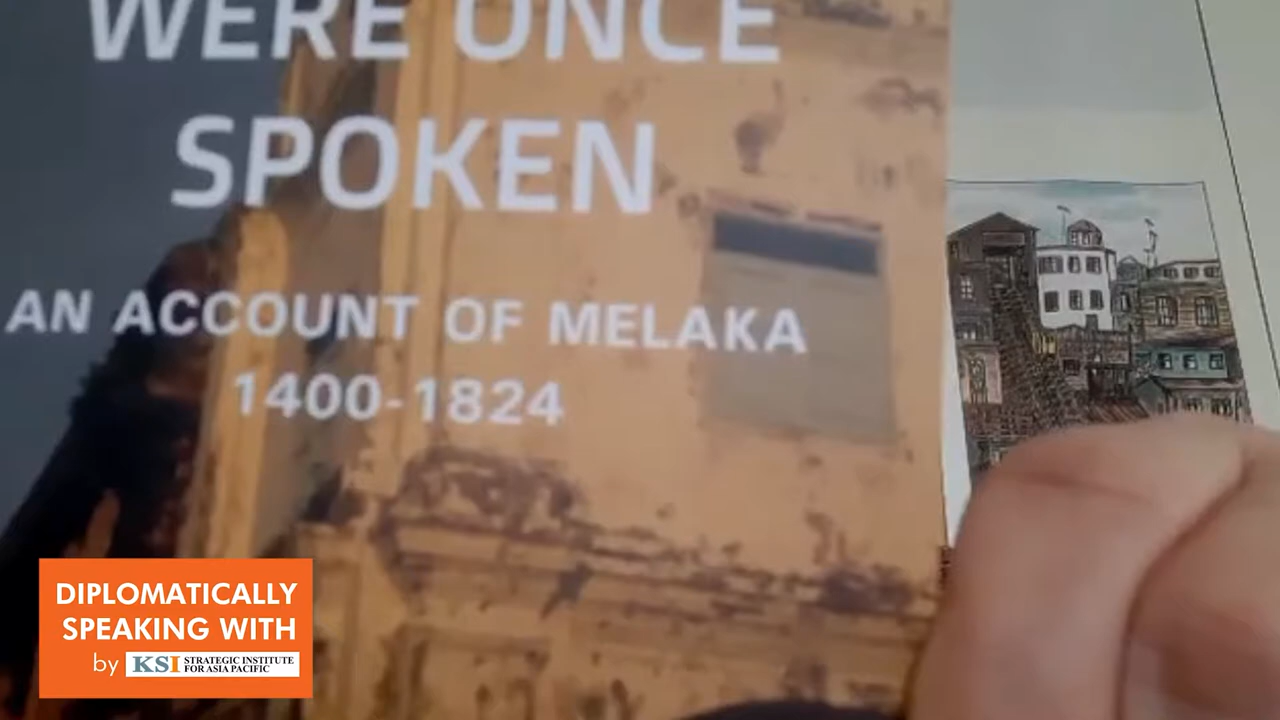 WERE ONCE
SPOKEN
AN ACCOUNT OF MELAKA
1400-1824
DIPLOMATICALLY
SPEAKING WITH
by KSI STRATEGIC INSTITUTE
FOR ASIA PACIFIC